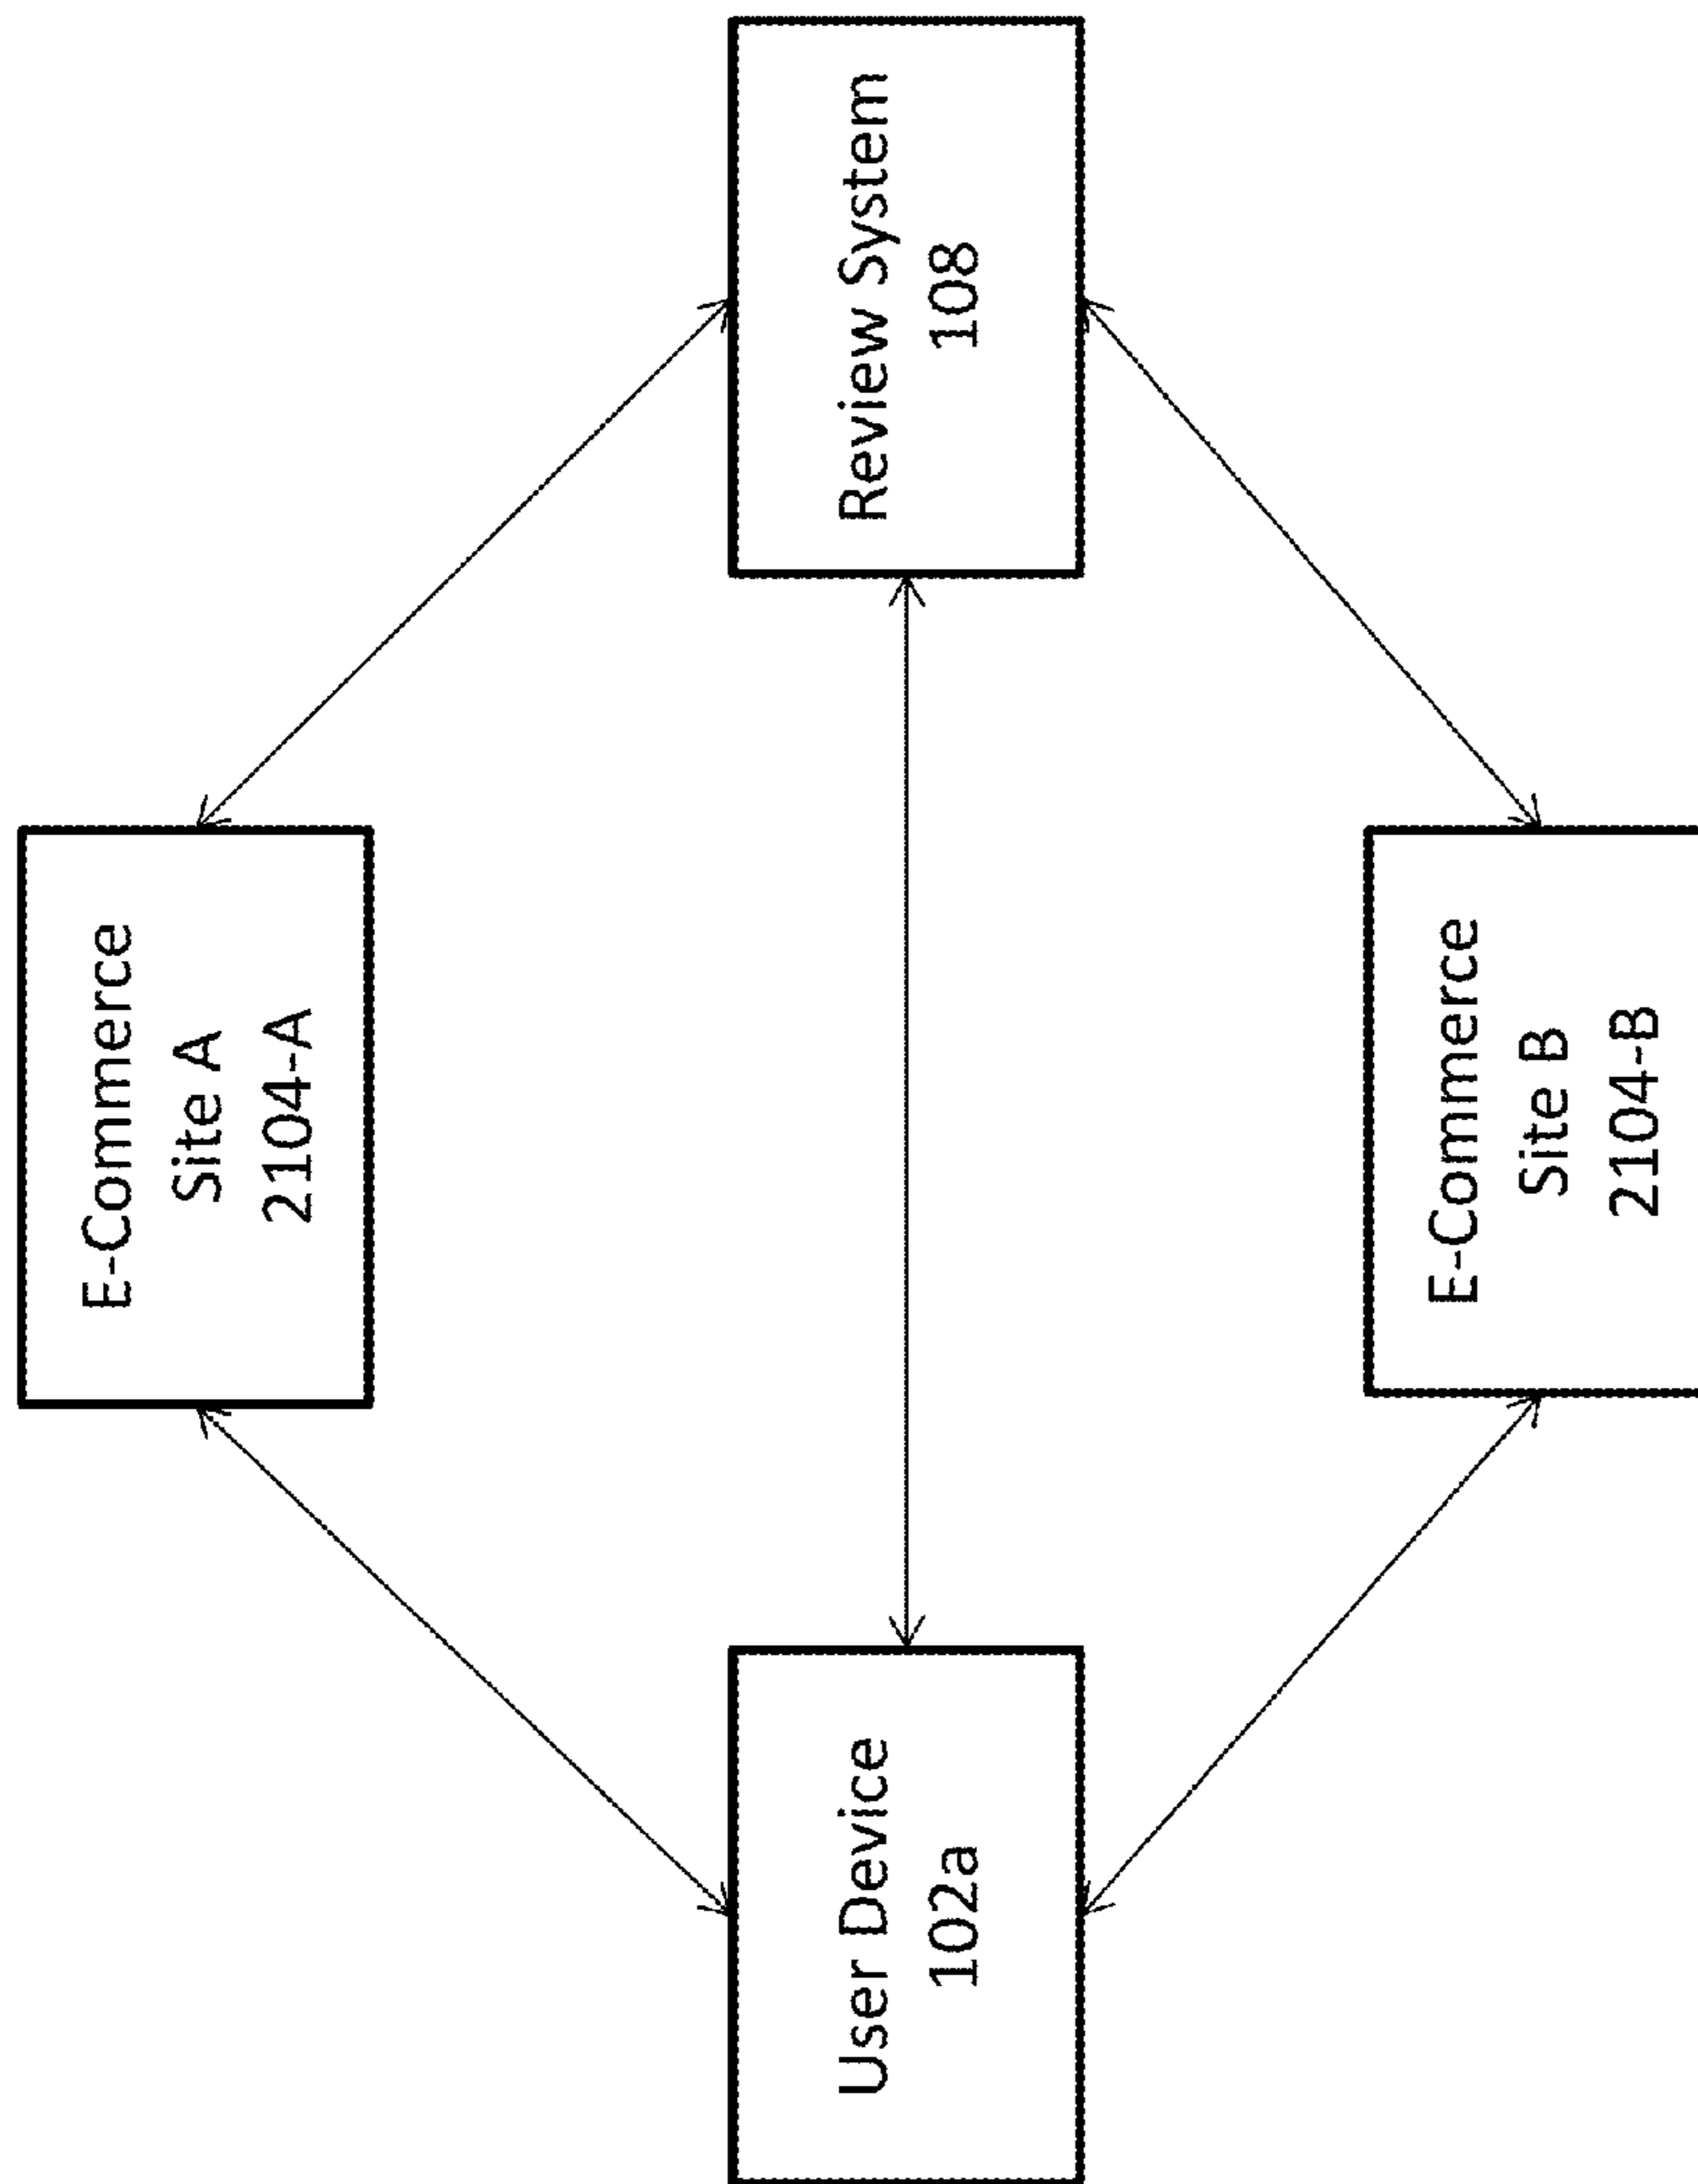 E-Commerce
Site A
2104-A
User Device
102a
Review System
108
E-Commerce
Site B
2104-B